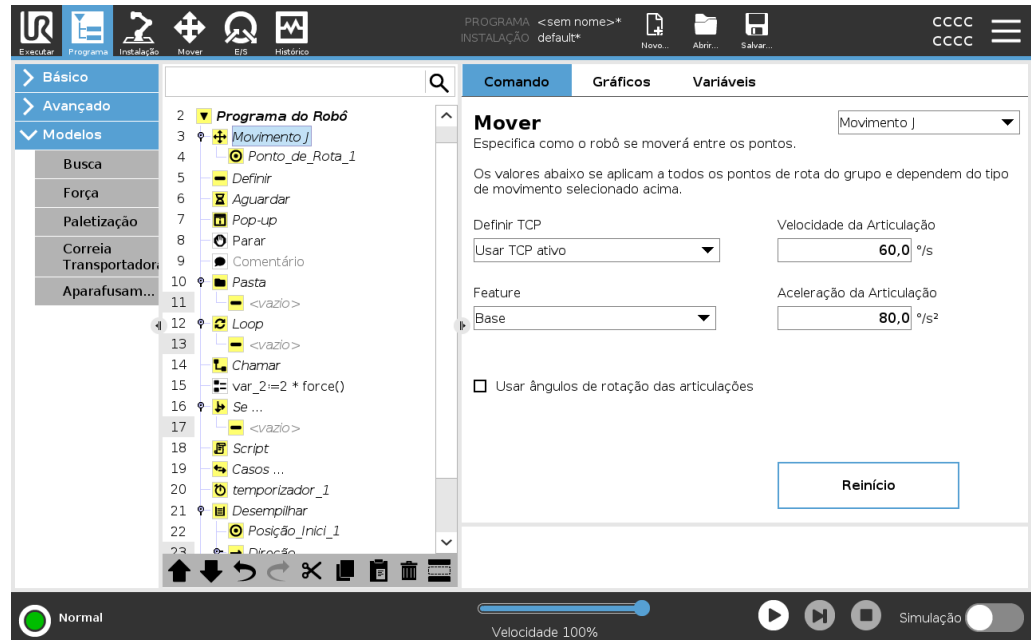 PROGRAMA <sem nome>*
INSTALAÇÃO default*
CCCC
CCCC
Executar Programa Instalação Mover E/S Histórico Novo... Abrir... Salvar...
Básico
Avançado
Modelos
Busca
Força
Paletização
Correia
Transportadora
Aparafusam...
2 Programa do Robô
3 Movimento J
4 Ponto_de_Rota_1
5 Definir
6 Aguardar
7 Pop-up
8 Parar
9 Comentário
10 Pasta
11 <vazio>
12 Loop
13 <vazio>
14 Chamar
15 var_2:=2 * force()
16 Se ...
17 <vazio>
18 Script
19 Casos ...
20 temporizador_1
21 Desempilhar
22 Posição_Inici_1
23 Direção
Comando Gráficos Variáveis
Mover
Movimento J
Especifica como o robô se moverá entre os pontos.
Os valores abaixo se aplicam a todos os pontos de rota do grupo e dependem do tipo
de movimento selecionado acima.
Definir TCP Velocidade da Articulação
Usar TCP ativo 60,0 °/s
Feature Aceleração da Articulação
Base 80,0 °/s²
Usar ângulos de rotação das articulações
Reinício
Normal
Velocidade 100%
Simulação